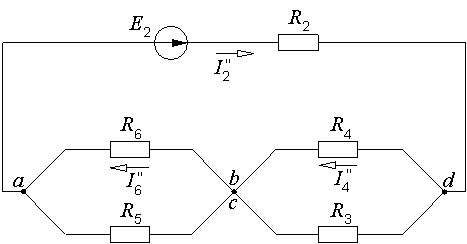 E₂ R₂
I₂"
R₆ R₄
a I₆" b I₄" d
c
R₅ R₃